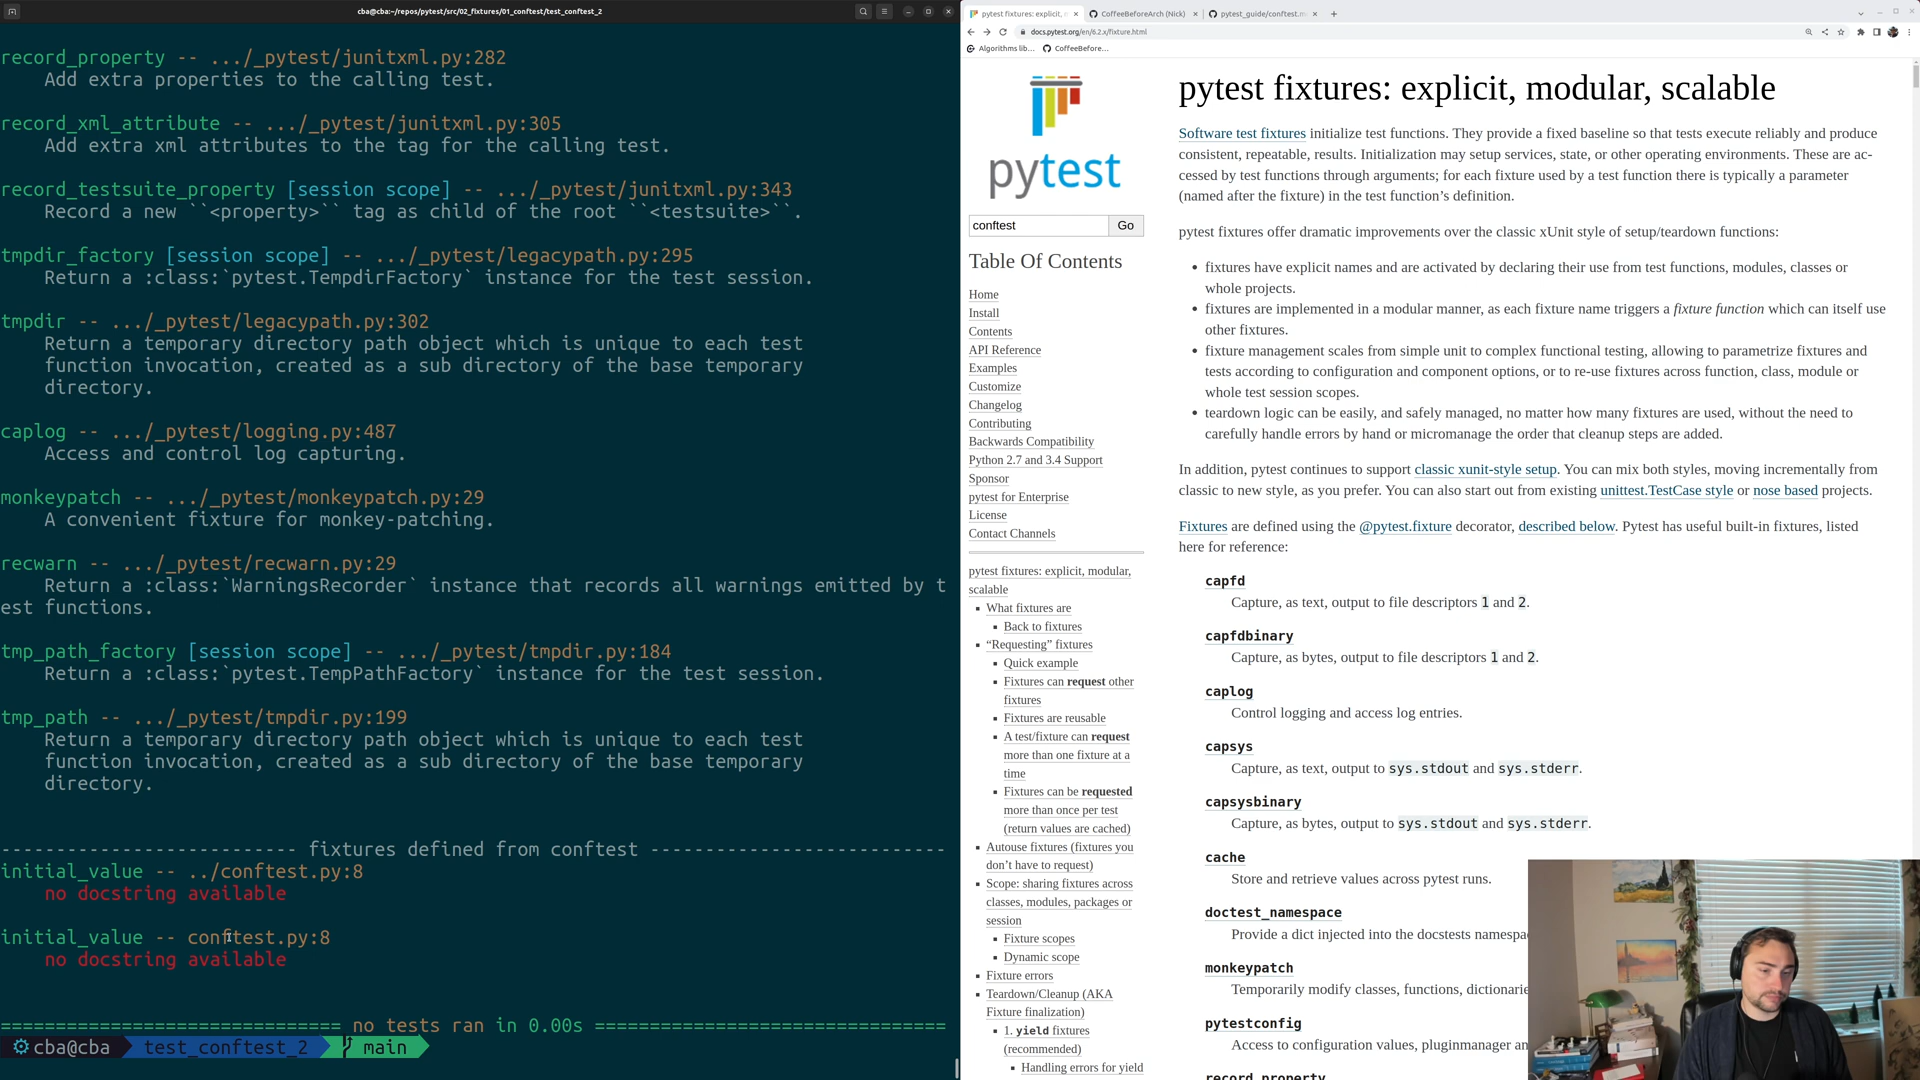 cba@cba:~/repos/pytest/src/02_fixtures/01_conftest/test_conftest_2
record_property -- .../_pytest/junitxml.py:282
Add extra properties to the calling test.
record_xml_attribute -- .../_pytest/junitxml.py:305
Add extra xml attributes to the tag for the calling test.
record_testsuite_property [session scope] -- .../_pytest/junitxml.py:343
Record a new ``<property>`` tag as child of the root ``<testsuite>``.
tmpdir_factory [session scope] -- .../_pytest/legacypath.py:295
Return a :class:`pytest.TempdirFactory` instance for the test session.
tmpdir -- .../_pytest/legacypath.py:302
Return a temporary directory path object which is unique to each test
function invocation, created as a sub directory of the base temporary
directory.
caplog -- .../_pytest/logging.py:487
Access and control log capturing.
monkeypatch -- .../_pytest/monkeypatch.py:29
A convenient fixture for monkey-patching.
recwarn -- .../_pytest/recwarn.py:29
Return a :class:`WarningsRecorder` instance that records all warnings emitted by t
est functions.
tmp_path_factory [session scope] -- .../_pytest/tmpdir.py:184
Return a :class:`pytest.TempPathFactory` instance for the test session.
tmp_path -- .../_pytest/tmpdir.py:199
Return a temporary directory path object which is unique to each test
function invocation, created as a sub directory of the base temporary
directory.
-------------------------- fixtures defined from conftest ---------------------------
initial_value -- ../conftest.py:8
no docstring available
initial_value -- conftest.py:8
no docstring available
=============================== no tests ran in 0.00s ================================
cba@cba test_conftest_2 main
pytest fixtures: explicit, m
CoffeeBeforeArch (Nick)
pytest_guide/conftest.m
docs.pytest.org/en/6.2.x/fixture.html
Algorithms lib...
CoffeeBefore...
pytest
conftest
Go
Table Of Contents
Home
Install
Contents
API Reference
Examples
Customize
Changelog
Contributing
Backwards Compatibility
Python 2.7 and 3.4 Support
Sponsor
pytest for Enterprise
License
Contact Channels
pytest fixtures: explicit, modular,
scalable
What fixtures are
Back to fixtures
“Requesting” fixtures
Quick example
Fixtures can request other
fixtures
Fixtures are reusable
A test/fixture can request
more than one fixture at a
time
Fixtures can be requested
more than once per test
(return values are cached)
Autouse fixtures (fixtures you
don’t have to request)
Scope: sharing fixtures across
classes, modules, packages or
session
Fixture scopes
Dynamic scope
Fixture errors
Teardown/Cleanup (AKA
Fixture finalization)
1. yield fixtures
(recommended)
Handling errors for yield
pytest fixtures: explicit, modular, scalable
Software test fixtures initialize test functions. They provide a fixed baseline so that tests execute reliably and produce
consistent, repeatable, results. Initialization may setup services, state, or other operating environments. These are ac-
cessed by test functions through arguments; for each fixture used by a test function there is typically a parameter
(named after the fixture) in the test function’s definition.
pytest fixtures offer dramatic improvements over the classic xUnit style of setup/teardown functions:
fixtures have explicit names and are activated by declaring their use from test functions, modules, classes or
whole projects.
fixtures are implemented in a modular manner, as each fixture name triggers a fixture function which can itself use
other fixtures.
fixture management scales from simple unit to complex functional testing, allowing to parametrize fixtures and
tests according to configuration and component options, or to re-use fixtures across function, class, module or
whole test session scopes.
teardown logic can be easily, and safely managed, no matter how many fixtures are used, without the need to
carefully handle errors by hand or micromanage the order that cleanup steps are added.
In addition, pytest continues to support classic xunit-style setup. You can mix both styles, moving incrementally from
classic to new style, as you prefer. You can also start out from existing unittest.TestCase style or nose based projects.
Fixtures are defined using the @pytest.fixture decorator, described below. Pytest has useful built-in fixtures, listed
here for reference:
capfd
Capture, as text, output to file descriptors 1 and 2.
capfdbinary
Capture, as bytes, output to file descriptors 1 and 2.
caplog
Control logging and access log entries.
capsys
Capture, as text, output to sys.stdout and sys.stderr.
capsysbinary
Capture, as bytes, output to sys.stdout and sys.stderr.
cache
Store and retrieve values across pytest runs.
doctest_namespace
Provide a dict injected into the docstests namespa
monkeypatch
Temporarily modify classes, functions, dictionarie
pytestconfig
Access to configuration values, pluginmanager an
record_property